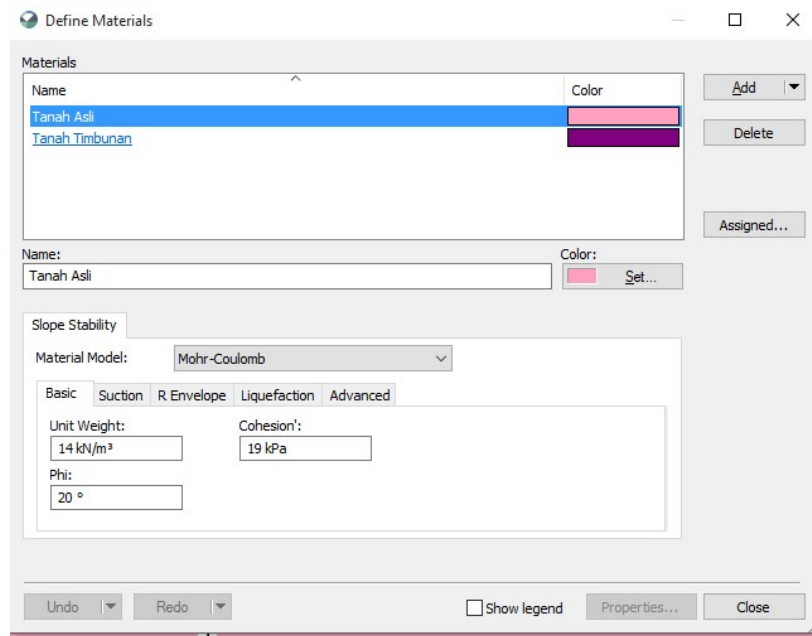 Define Materials
Materials
Name Color
Add
Tanah Asli
Tanah Timbunan
Delete
Assigned...
Name: Color:
Tanah Asli Set...
Slope Stability
Material Model: Mohr-Coulomb
Basic Suction R Envelope Liquefaction Advanced
Unit Weight: Cohesion':
14 kN/m³ 19 kPa
Phi:
20 °
Undo Redo Show legend Properties... Close